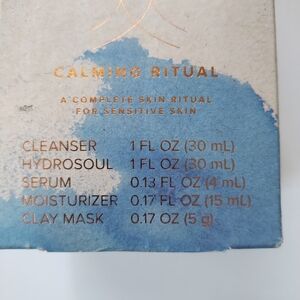 CALMING RITUAL
A COMPLETE SKIN RITUAL
FOR SENSITIVE SKIN
CLEANSER 1 FL OZ (30 mL)
HYDROSOUL 1 FL OZ (30 mL)
SERUM 0.13 FL OZ (4 mL)
MOISTURIZER 0.17 FL OZ (15 mL)
CLAY MASK 0.17 OZ (5 g)